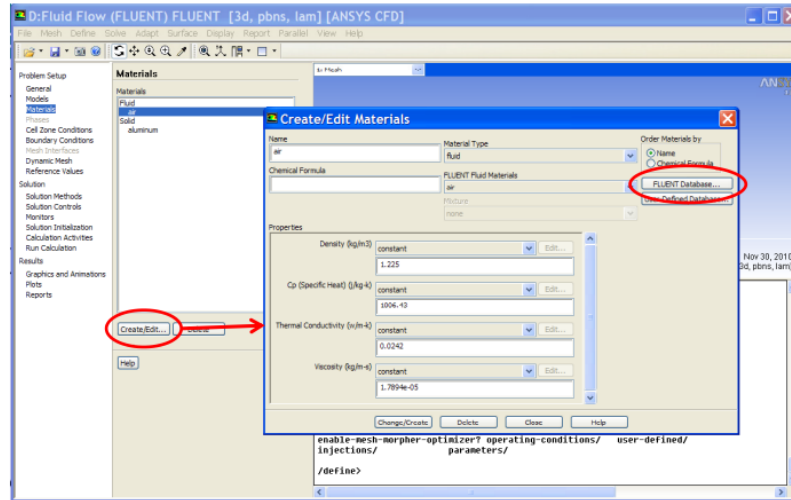 D:Fluid Flow (FLUENT) FLUENT [3d, pbns, lam] [ANSYS CFD]
File Mesh Define Solve Adapt Surface Display Report Parallel View Help
Problem Setup
General
Models
Materials
Phases
Cell Zone Conditions
Boundary Conditions
Mesh Interfaces
Dynamic Mesh
Reference Values
Solution
Solution Methods
Solution Controls
Monitors
Solution Initialization
Calculation Activities
Run Calculation
Results
Graphics and Animations
Plots
Reports
Materials
Materials
Fluid
air
Solid
aluminum
Create/Edit... Delete
Help
1: Mesh
Create/Edit Materials
Name
air
Chemical Formula
Material Type
fluid
FLUENT Fluid Materials
air
Mixture
none
Order Materials by
Name
Chemical Formula
FLUENT Database...
User-Defined Database...
Properties
Density (kg/m3) constant Edit...
1.225
Cp (Specific Heat) (j/kg-k) constant Edit...
1006.43
Thermal Conductivity (w/m-k) constant Edit...
0.0242
Viscosity (kg/m-s) constant Edit...
1.7894e-05
Change/Create Delete Close Help
Nov 30, 2010
3d, pbns, lam)
enable-mesh-morpher-optimizer? operating-conditions/ user-defined/
injections/ parameters/
/define>